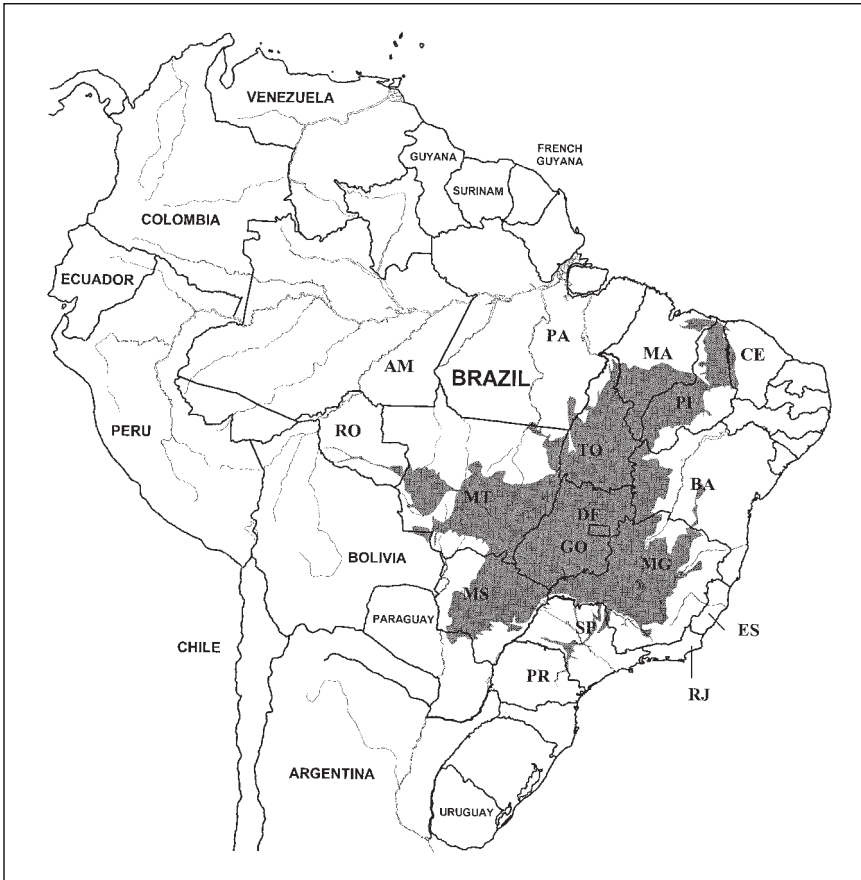 VENEZUELA
GUYANA
FRENCH
GUYANA
SURINAM
COLOMBIA
ECUADOR
PA
MA
CE
AM
BRAZIL
PI
PERU
RO
TO
BA
MT
DF
GO
BOLIVIA
MG
MS
PARAGUAY
SP
ES
CHILE
PR
RJ
ARGENTINA
URUGUAY